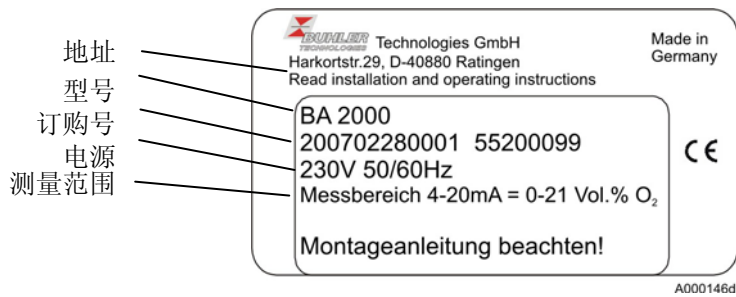 地址
型号
订购号
电源
测量范围
BUHLER
TECHNOLOGIES
Technologies GmbH
Harkortstr.29, D-40880 Ratingen
Read installation and operating instructions
Made in
Germany
BA 2000
200702280001 55200099
230V 50/60Hz
Messbereich 4-20mA = 0-21 Vol.% O₂
Montageanleitung beachten!
CE
A000146d